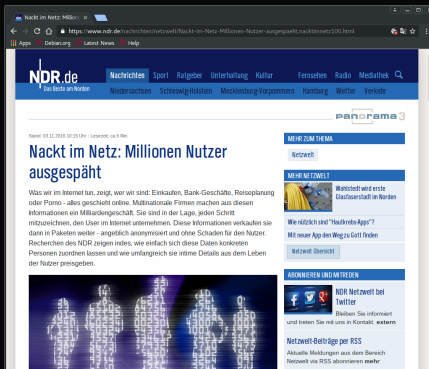 Nackt im Netz: Million
https://www.ndr.de/nachrichten/netzwelt/Nackt-im-Netz-Millionen-Nutzer-ausgespaeht,nacktimnetz100.html
Apps Debian.org Latest News Help
NDR.de
Das Beste am Norden
Nachrichten Sport Ratgeber Unterhaltung Kultur Fernsehen Radio Mediathek
Niedersachsen Schleswig-Holstein Mecklenburg-Vorpommern Hamburg Wetter Verkehr
panorama 3
Stand: 03.11.2016 10:15 Uhr - Lesezeit: ca.5 Min.
Nackt im Netz: Millionen Nutzer
ausgespäht
Was wir im Internet tun, zeigt, wer wir sind: Einkaufen, Bank-Geschäfte, Reiseplanung
oder Porno - alles geschieht online. Multinationale Firmen machen aus diesen
Informationen ein Milliardengeschäft. Sie sind in der Lage, jeden Schritt
mitzuzeichnen, den User im Internet unternehmen. Diese Informationen verkaufen sie
dann in Paketen weiter - angeblich anonymisiert und ohne Schaden für den Nutzer.
Recherchen des NDR zeigen indes, wie einfach sich diese Daten konkreten
Personen zuordnen lassen und wie umfangreich sie intime Details aus dem Leben
der Nutzer preisgeben.
MEHR ZUM THEMA
Netzwelt
MEHR NETZWELT
Wahlstedt wird erste
Glasfaserstadt im Norden
Wie nützlich sind "Hautkrebs-Apps"?
Mit neuer App den Weg zu Gott finden
Netzwelt Übersicht
ABONNIEREN UND MITREDEN
NDR Netzwelt bei
Twitter
Bleiben Sie informiert
und treten Sie mit uns in Kontakt. extern
Netzwelt-Beiträge per RSS
Aktuelle Meldungen aus dem Bereich
Netzwelt via RSS abonnieren mehr